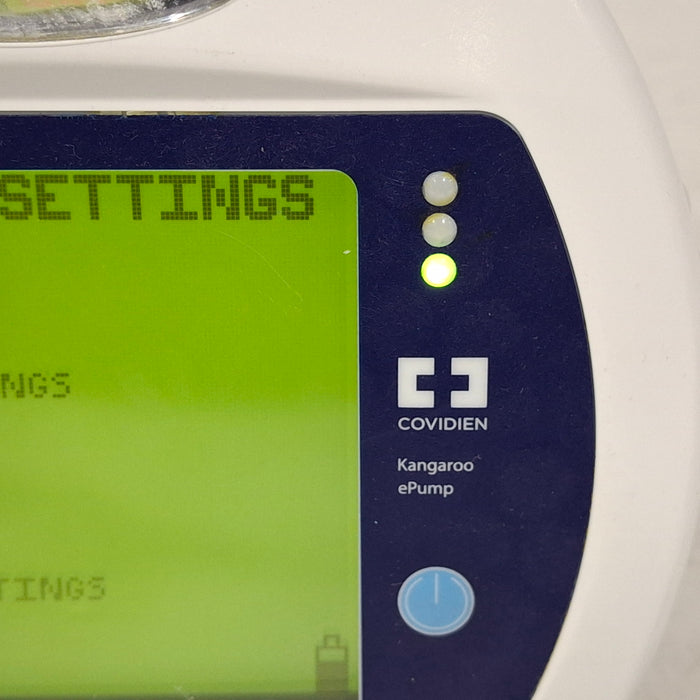 SETTINGS
NGS
COVIDIEN
Kangaroo
ePump
TINGS